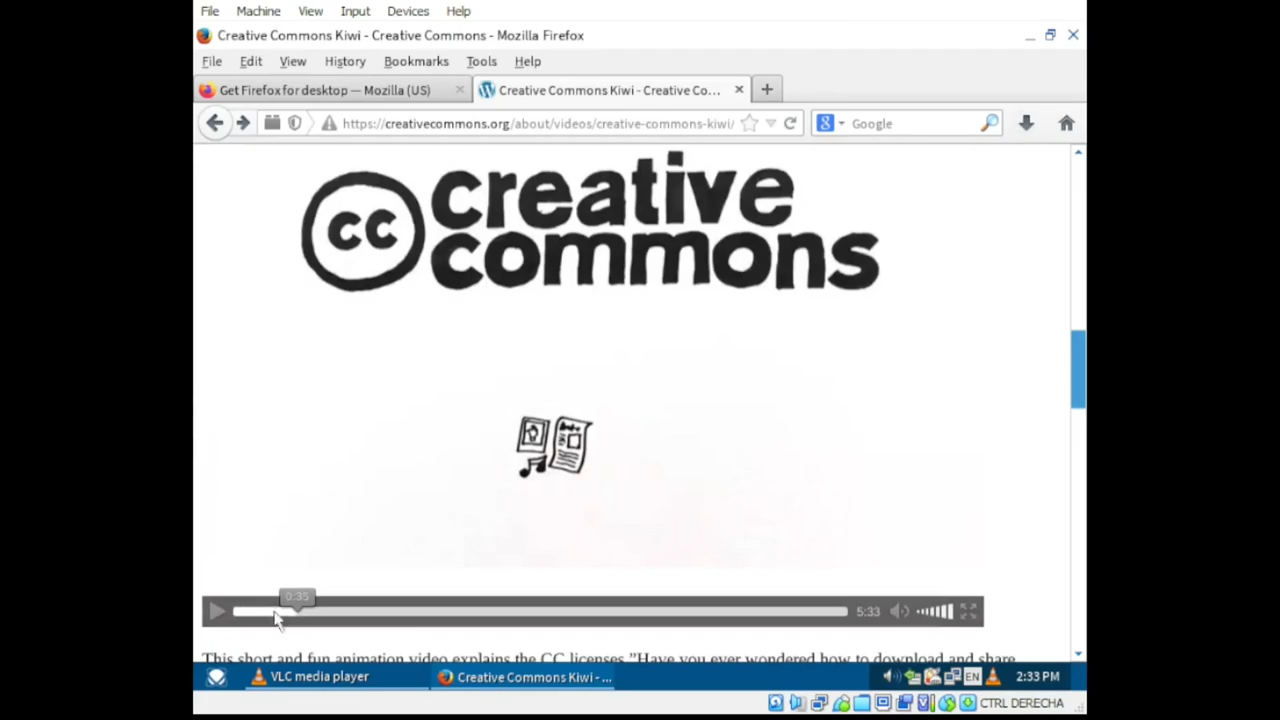 File Machine View Input Devices Help
Creative Commons Kiwi - Creative Commons - Mozilla Firefox
File Edit View History Bookmarks Tools Help
Get Firefox for desktop — Mozilla (US) Creative Commons Kiwi - Creative Co...
https://creativecommons.org/about/videos/creative-commons-kiwi/ Google
cc creative
commons
0:35
5:33
This short and fun animation video explains the CC licenses "Have you ever wondered how to download and share
VLC media player Creative Commons Kiwi - ... EN 2:33 PM
CTRL DERECHA